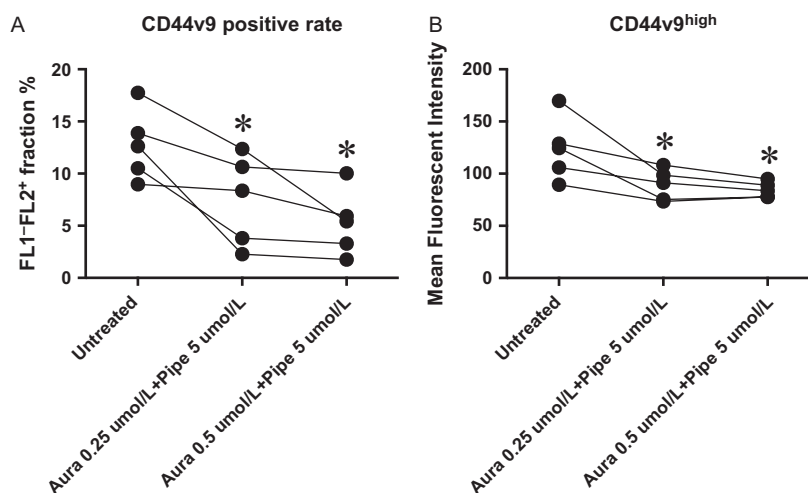 A
CD44v9 positive rate
FL1−FL2+ fraction %
20
15
10
5
0
*
*
Untreated
Aura 0.25 umol/L+Pipe 5 umol/L
Aura 0.5 umol/L+Pipe 5 umol/L
B
CD44v9high
Mean Fluorescent Intensity
200
150
100
50
0
*
*
Untreated
Aura 0.25 umol/L+Pipe 5 umol/L
Aura 0.5 umol/L+Pipe 5 umol/L